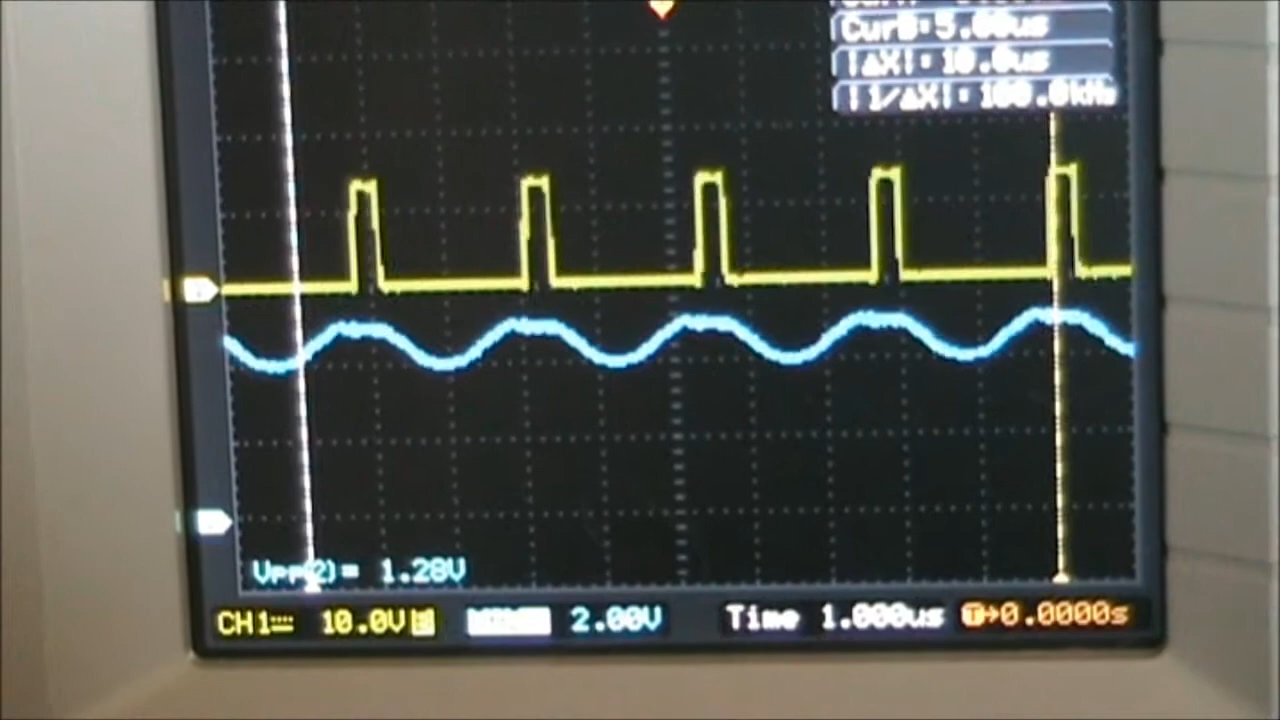 CurB:5.00us
|ΔX|: 10.0us
|1/ΔX|: 100.0kHz
Vpp(2)= 1.28V
CH1 10.0V 2.00V Time 1.000us T→0.0000s